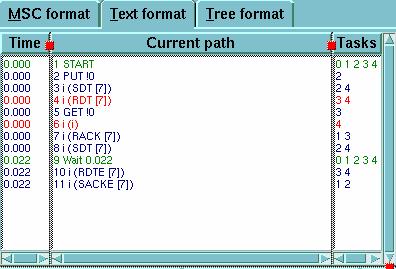 MSC format Text format Tree format
Time Current path Tasks
0.000 1 START 0 1 2 3 4
0.000 2 PUT !0 2
0.000 3 i (SDT [7]) 2 4
0.000 4 i (RDT [7]) 3 4
0.000 5 GET !0 3
0.000 6 i (i) 4
0.000 7 i (RACK [7]) 1 3
0.000 8 i (SDT [7]) 2 4
0.022 9 Wait 0.022 0 1 2 3 4
0.022 10 i (RDTE [7]) 3 4
0.022 11 i (SACKE [7]) 1 2